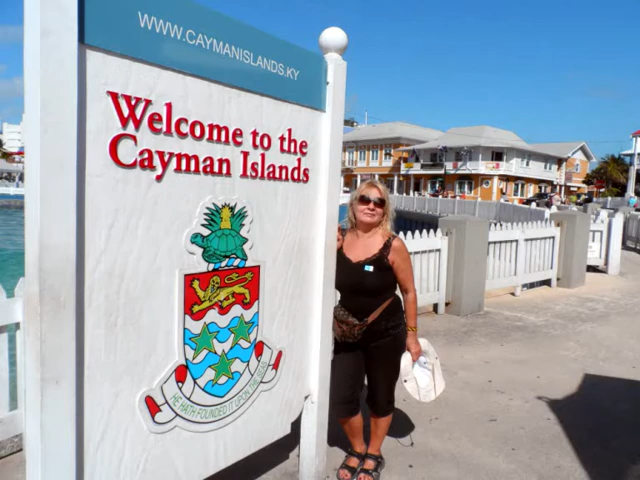 WWW.CAYMANISLANDS.KY
Welcome to the
Cayman Islands
HE HATH FOUNDED IT UPON THE SEAS